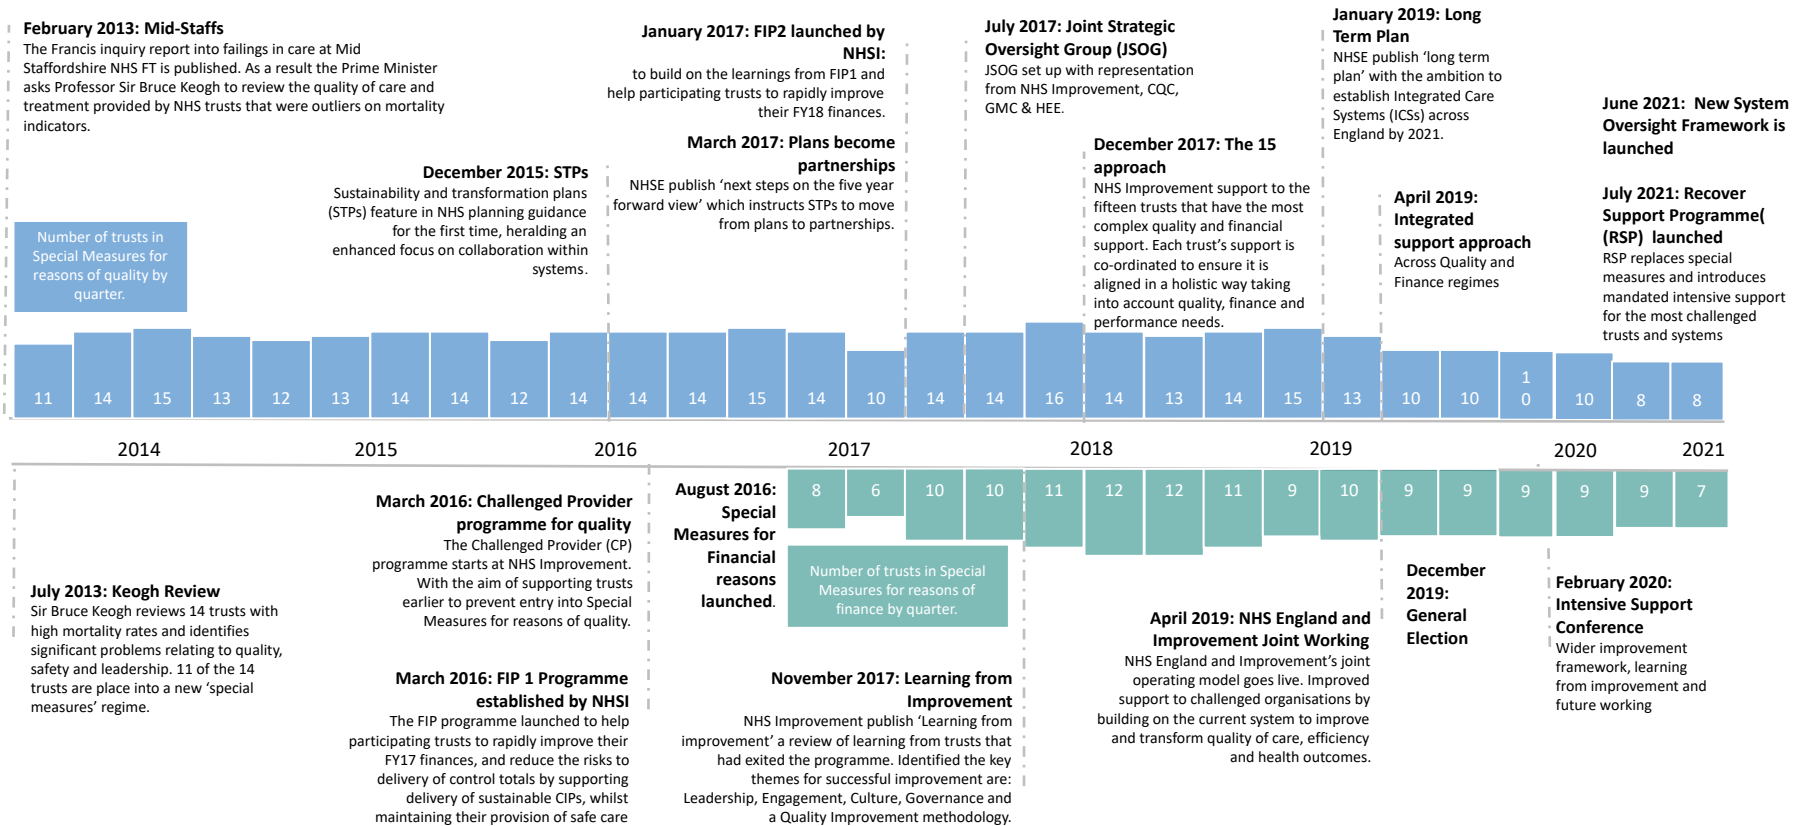 February 2013: Mid-Staffs
The Francis inquiry report into failings in care at Mid
Staffordshire NHS FT is published. As a result the Prime Minister
asks Professor Sir Bruce Keogh to review the quality of care and
treatment provided by NHS trusts that were outliers on mortality
indicators.
December 2015: STPs
Sustainability and transformation plans
(STPs) feature in NHS planning guidance
for the first time, heralding an
enhanced focus on collaboration within
systems.
January 2017: FIP2 launched by
NHSI:
to build on the learnings from FIP1 and
help participating trusts to rapidly improve
their FY18 finances.
March 2017: Plans become
partnerships
NHSE publish ‘next steps on the five year
forward view’ which instructs STPs to move
from plans to partnerships.
July 2017: Joint Strategic
Oversight Group (JSOG)
JSOG set up with representation
from NHS Improvement, CQC,
GMC & HEE.
December 2017: The 15
approach
NHS Improvement support to the
fifteen trusts that have the most
complex quality and financial
support. Each trust’s support is
co-ordinated to ensure it is
aligned in a holistic way taking
into account quality, finance and
performance needs.
January 2019: Long
Term Plan
NHSE publish ‘long term
plan’ with the ambition to
establish Integrated Care
Systems (ICSs) across
England by 2021.
April 2019:
Integrated
support approach
Across Quality and
Finance regimes
June 2021: New System
Oversight Framework is
launched
July 2021: Recover
Support Programme(
(RSP) launched
RSP replaces special
measures and introduces
mandated intensive support
for the most challenged
trusts and systems
Number of trusts in
Special Measures for
reasons of quality by
quarter.
11 14 15 13 12 13 14 14 12 14 14 14 15 14 10 14 14 16 14 13 14 15 13 10 10 1
0 10 8 8
2014 2015 2016 2017 2018 2019 2020 2021
8 6 10 10 11 12 12 11 9 10 9 9 9 9 9 7
Number of trusts in Special
Measures for reasons of
finance by quarter.
July 2013: Keogh Review
Sir Bruce Keogh reviews 14 trusts with
high mortality rates and identifies
significant problems relating to quality,
safety and leadership. 11 of the 14
trusts are place into a new ‘special
measures’ regime.
March 2016: Challenged Provider
programme for quality
The Challenged Provider (CP)
programme starts at NHS Improvement.
With the aim of supporting trusts
earlier to prevent entry into Special
Measures for reasons of quality.
March 2016: FIP 1 Programme
established by NHSI
The FIP programme launched to help
participating trusts to rapidly improve their
FY17 finances, and reduce the risks to
delivery of control totals by supporting
delivery of sustainable CIPs, whilst
maintaining their provision of safe care
August 2016:
Special
Measures for
Financial
reasons
launched.
November 2017: Learning from
Improvement
NHS Improvement publish ‘Learning from
improvement’ a review of learning from trusts that
had exited the programme. Identified the key
themes for successful improvement are:
Leadership, Engagement, Culture, Governance and
a Quality Improvement methodology.
April 2019: NHS England and
Improvement Joint Working
NHS England and Improvement’s joint
operating model goes live. Improved
support to challenged organisations by
building on the current system to improve
and transform quality of care, efficiency
and health outcomes.
December
2019:
General
Election
February 2020:
Intensive Support
Conference
Wider improvement
framework, learning
from improvement and
future working